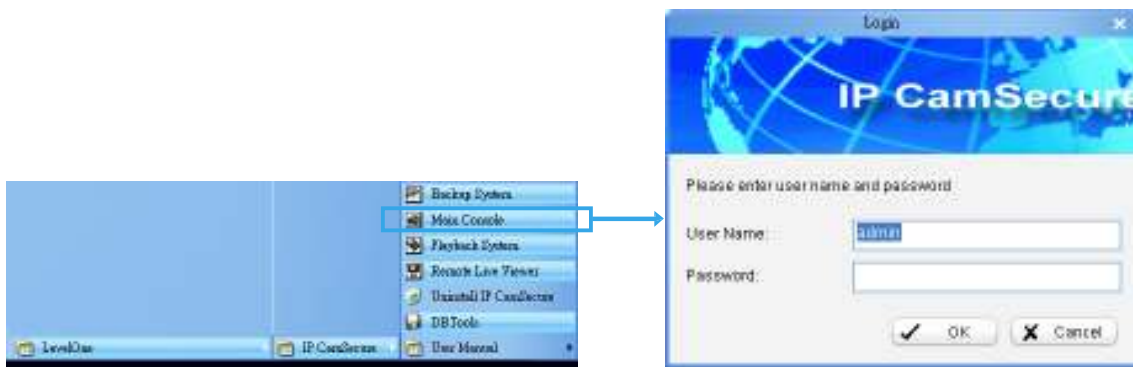 Login
IP CamSecure
Please enter user name and password
User Name:
admin
Password:
OK
Cancel
Backup System
Main Console
Playback System
Remote Live Viewer
Uninstall IP CamSecure
DBTools
LevelOne
IP CamSecure
User Manual